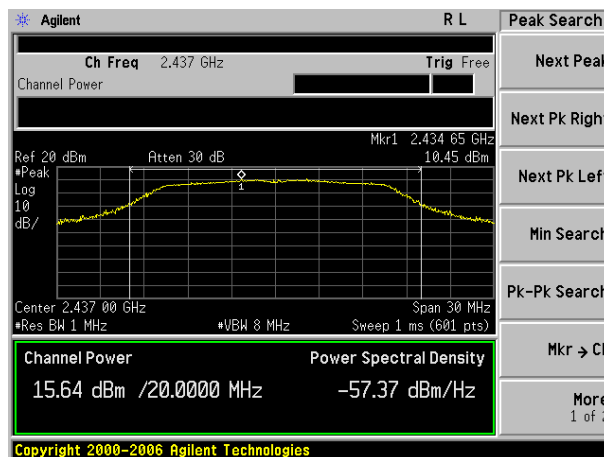 Agilent R L Peak Search
Ch Freq 2.437 GHz Trig Free
Channel Power
Next Peak
Next Pk Right
Mkr1 2.434 65 GHz
Ref 20 dBm Atten 30 dB 10.45 dBm
#Peak
Log
10
dB/
1
Next Pk Left
Min Search
Pk-Pk Search
Center 2.437 00 GHz Span 30 MHz
#Res BW 1 MHz #VBW 8 MHz Sweep 1 ms (601 pts)
Channel Power Power Spectral Density
15.64 dBm /20.0000 MHz -57.37 dBm/Hz
Mkr → C
More
1 of 2
Copyright 2000-2006 Agilent Technologies